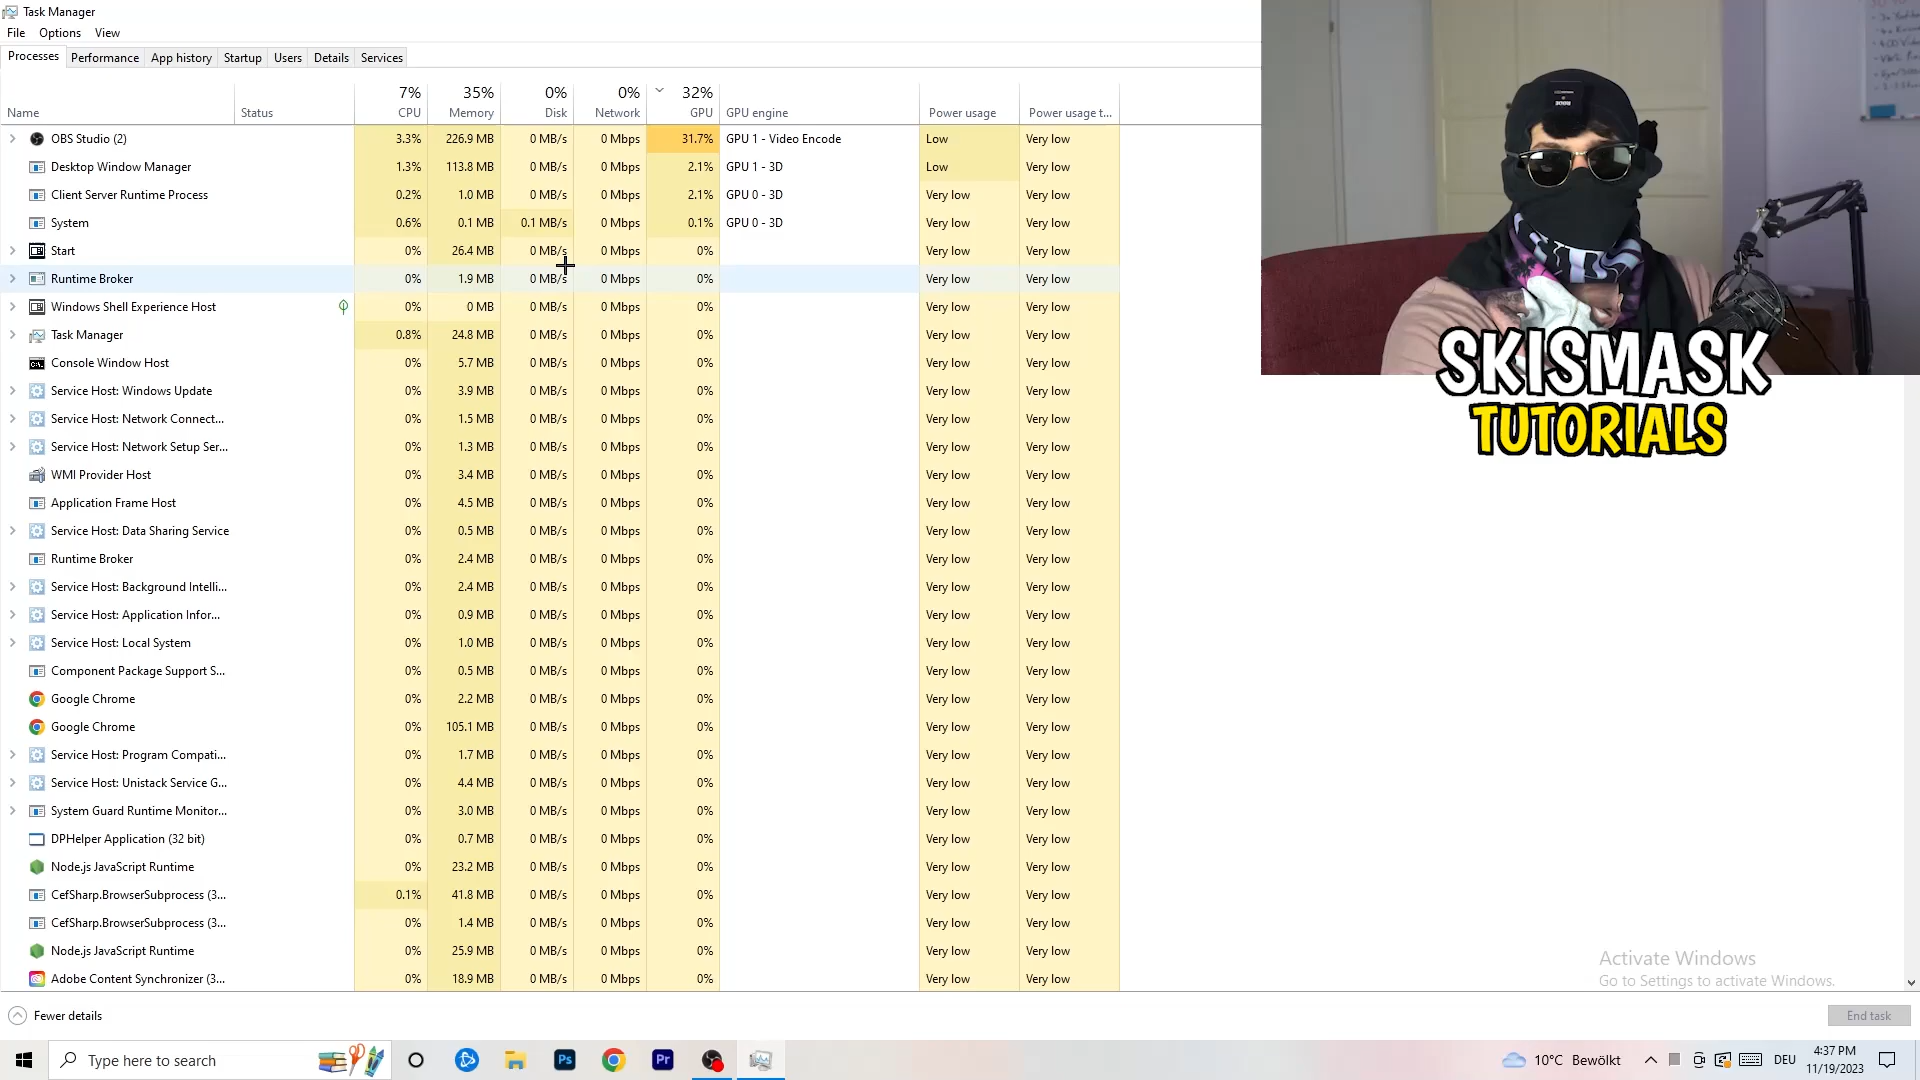 Task Manager
File Options View
Processes Performance App history Startup Users Details Services
7% 35% 0% 0% 32%
Name Status CPU Memory Disk Network GPU GPU engine Power usage Power usage t...
OBS Studio (2) 3.3% 226.9 MB 0 MB/s 0 Mbps 31.7% GPU 1 - Video Encode Low Very low
Desktop Window Manager 1.3% 113.8 MB 0 MB/s 0 Mbps 2.1% GPU 1 - 3D Low Very low
Client Server Runtime Process 0.2% 1.0 MB 0 MB/s 0 Mbps 2.1% GPU 0 - 3D Very low Very low
System 0.6% 0.1 MB 0.1 MB/s 0 Mbps 0.1% GPU 0 - 3D Very low Very low
Start 0% 26.4 MB 0 MB/s 0 Mbps 0% Very low Very low
Runtime Broker 0% 1.9 MB 0 MB/s 0 Mbps 0% Very low Very low
Windows Shell Experience Host 0% 0 MB 0 MB/s 0 Mbps 0% Very low Very low
Task Manager 0.8% 24.8 MB 0 MB/s 0 Mbps 0% Very low Very low
Console Window Host 0% 5.7 MB 0 MB/s 0 Mbps 0% Very low Very low
Service Host: Windows Update 0% 3.9 MB 0 MB/s 0 Mbps 0% Very low Very low
Service Host: Network Connect... 0% 1.5 MB 0 MB/s 0 Mbps 0% Very low Very low
Service Host: Network Setup Ser... 0% 1.3 MB 0 MB/s 0 Mbps 0% Very low Very low
WMI Provider Host 0% 3.4 MB 0 MB/s 0 Mbps 0% Very low Very low
Application Frame Host 0% 4.5 MB 0 MB/s 0 Mbps 0% Very low Very low
Service Host: Data Sharing Service 0% 0.5 MB 0 MB/s 0 Mbps 0% Very low Very low
Runtime Broker 0% 2.4 MB 0 MB/s 0 Mbps 0% Very low Very low
Service Host: Background Intelli... 0% 2.4 MB 0 MB/s 0 Mbps 0% Very low Very low
Service Host: Application Infor... 0% 0.9 MB 0 MB/s 0 Mbps 0% Very low Very low
Service Host: Local System 0% 1.0 MB 0 MB/s 0 Mbps 0% Very low Very low
Component Package Support S... 0% 0.5 MB 0 MB/s 0 Mbps 0% Very low Very low
Google Chrome 0% 2.2 MB 0 MB/s 0 Mbps 0% Very low Very low
Google Chrome 0% 105.1 MB 0 MB/s 0 Mbps 0% Very low Very low
Service Host: Program Compati... 0% 1.7 MB 0 MB/s 0 Mbps 0% Very low Very low
Service Host: Unistack Service G... 0% 4.4 MB 0 MB/s 0 Mbps 0% Very low Very low
System Guard Runtime Monitor... 0% 3.0 MB 0 MB/s 0 Mbps 0% Very low Very low
DPHelper Application (32 bit) 0% 0.7 MB 0 MB/s 0 Mbps 0% Very low Very low
Node.js JavaScript Runtime 0% 23.2 MB 0 MB/s 0 Mbps 0% Very low Very low
CefSharp.BrowserSubprocess (3... 0.1% 41.8 MB 0 MB/s 0 Mbps 0% Very low Very low
CefSharp.BrowserSubprocess (3... 0% 1.4 MB 0 MB/s 0 Mbps 0% Very low Very low
Node.js JavaScript Runtime 0% 25.9 MB 0 MB/s 0 Mbps 0% Very low Very low
Adobe Content Synchronizer (3... 0% 18.9 MB 0 MB/s 0 Mbps 0% Very low Very low
SKISMASK
TUTORIALS
Activate Windows
Go to Settings to activate Windows.
Fewer details End task
Type here to search Ps Pr 10°C Bewölkt DEU 4:37 PM
11/19/2023